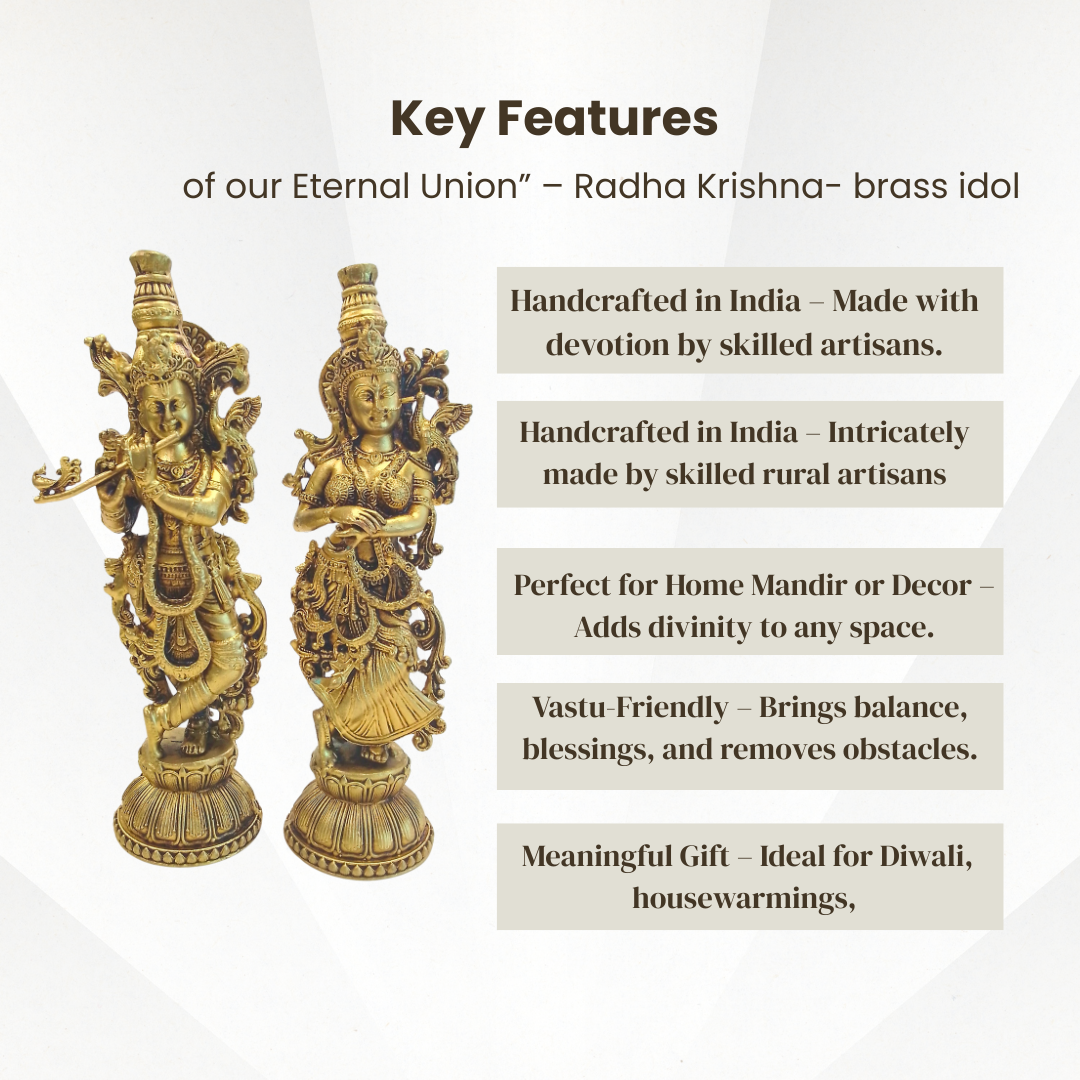 Key Features
of our Eternal Union” – Radha Krishna- brass idol
Handcrafted in India – Made with
devotion by skilled artisans.
Handcrafted in India – Intricately
made by skilled rural artisans
Perfect for Home Mandir or Decor –
Adds divinity to any space.
Vastu-Friendly – Brings balance,
blessings, and removes obstacles.
Meaningful Gift – Ideal for Diwali,
housewarmings,